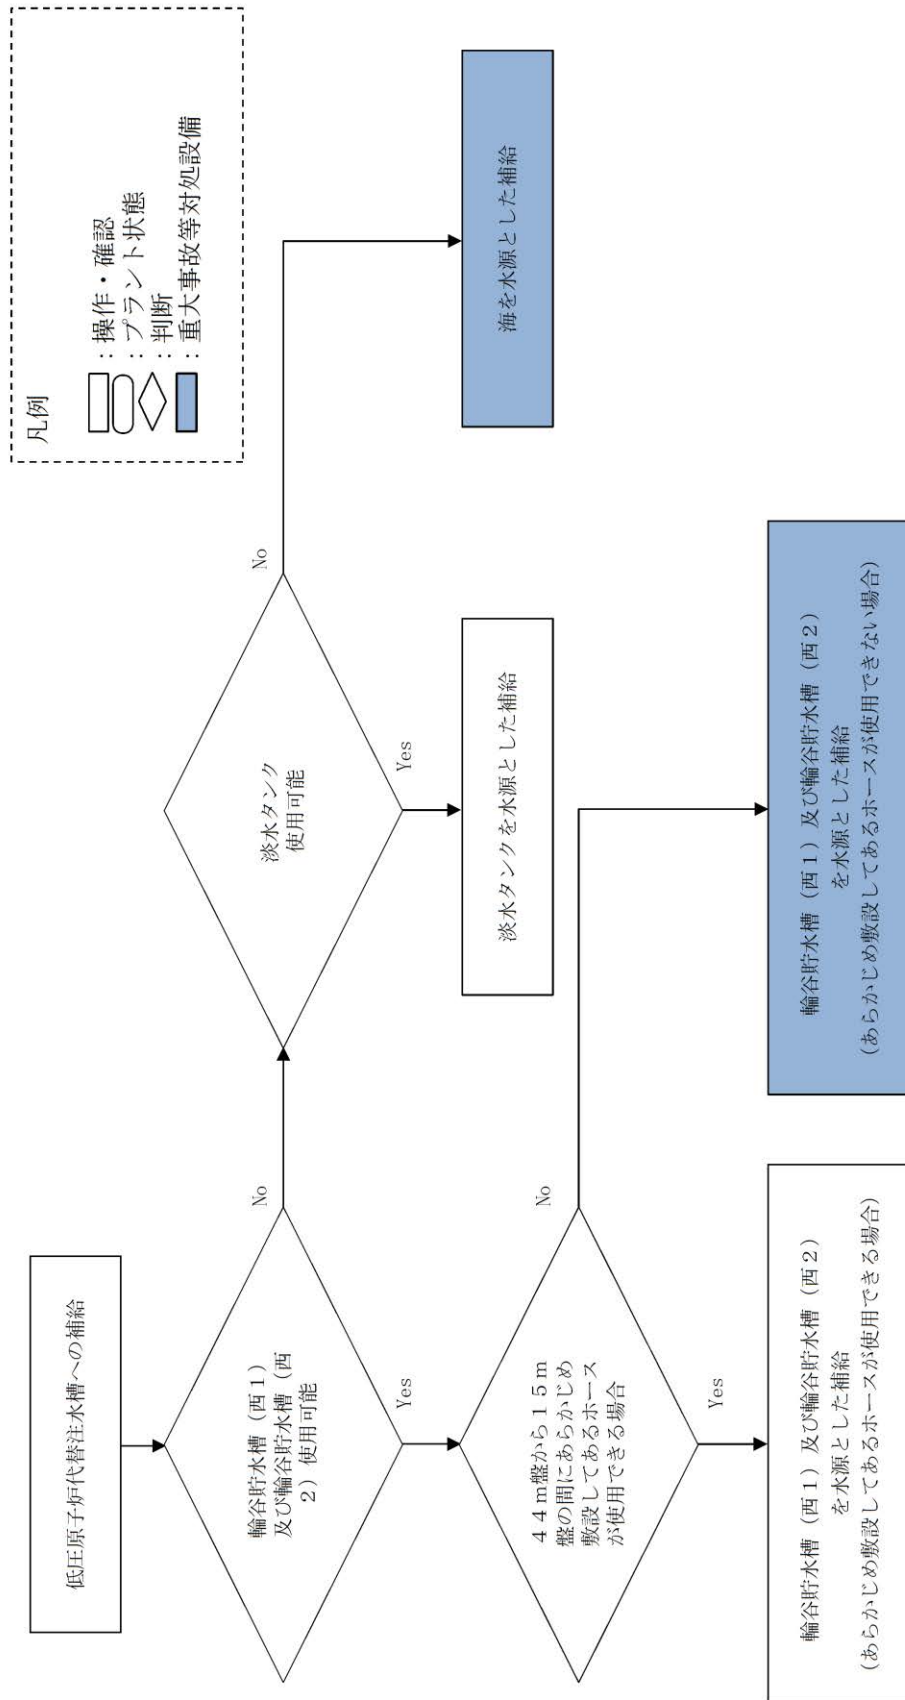 凡例
：操作・確認
：プラント状態
：判断
：重大事故等対処設備
低圧原子炉代替注水槽への補給
輪谷貯水槽（西１）
及び輪谷貯水槽（西
２）使用可能
No
Yes
淡水タンク
使用可能
No
Yes
海を水源とした補給
淡水タンクを水源とした補給
４４ｍ盤から１５ｍ
盤の間にあらかじめ
敷設してあるホース
が使用できる場合
No
Yes
輪谷貯水槽（西１）及び輪谷貯水槽（西２）
を水源とした補給
（あらかじめ敷設してあるホースが使用できる場合）
輪谷貯水槽（西１）及び輪谷貯水槽（西２）
を水源とした補給
（あらかじめ敷設してあるホースが使用できない場合）